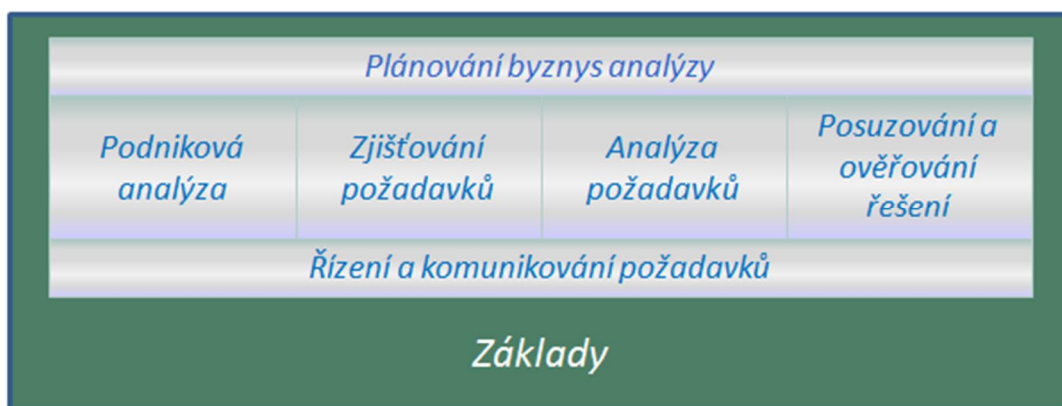 Plánování byznys analýzy
Podniková
analýza
Zjišťování
požadavků
Analýza
požadavků
Posuzování a
ověřování
řešení
Řízení a komunikování požadavků
Základy